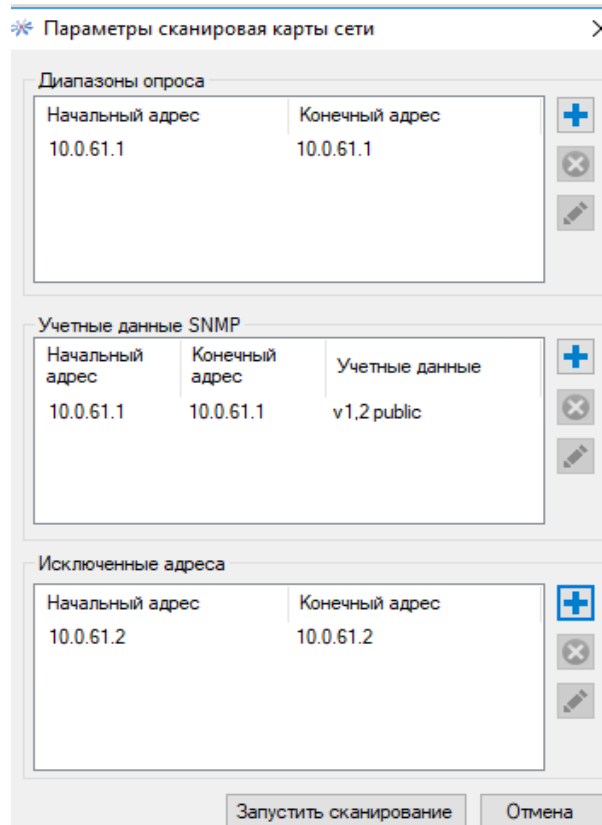 Параметры сканировая карты сети
Диапазоны опроса
Начальный адрес Конечный адрес
10.0.61.1 10.0.61.1
Учетные данные SNMP
Начальный адрес Конечный адрес Учетные данные
10.0.61.1 10.0.61.1 v1,2 public
Исключенные адреса
Начальный адрес Конечный адрес
10.0.61.2 10.0.61.2
Запустить сканирование Отмена